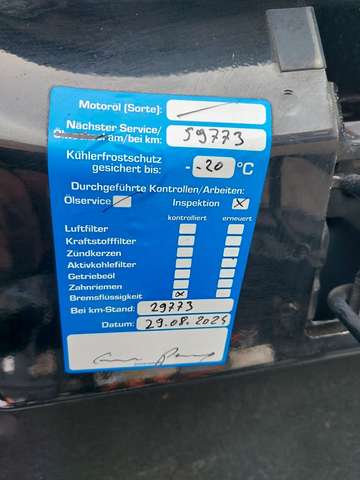 Motoröl (Sorte):
Nächster Service/ 59773
am/bei km:
Kühlerfrostschutz
gesichert bis: -20 °C
Durchgeführte Kontrollen/Arbeiten:
Ölservice Inspektion X
kontrolliert erneuert
Luftfilter
Kraftstofffilter
Zündkerzen
Aktivkohlefilter
Getriebeöl
Zahnriemen
Bremsflüssigkeit X
Bei km-Stand: 29773
Datum: 29.08.2024